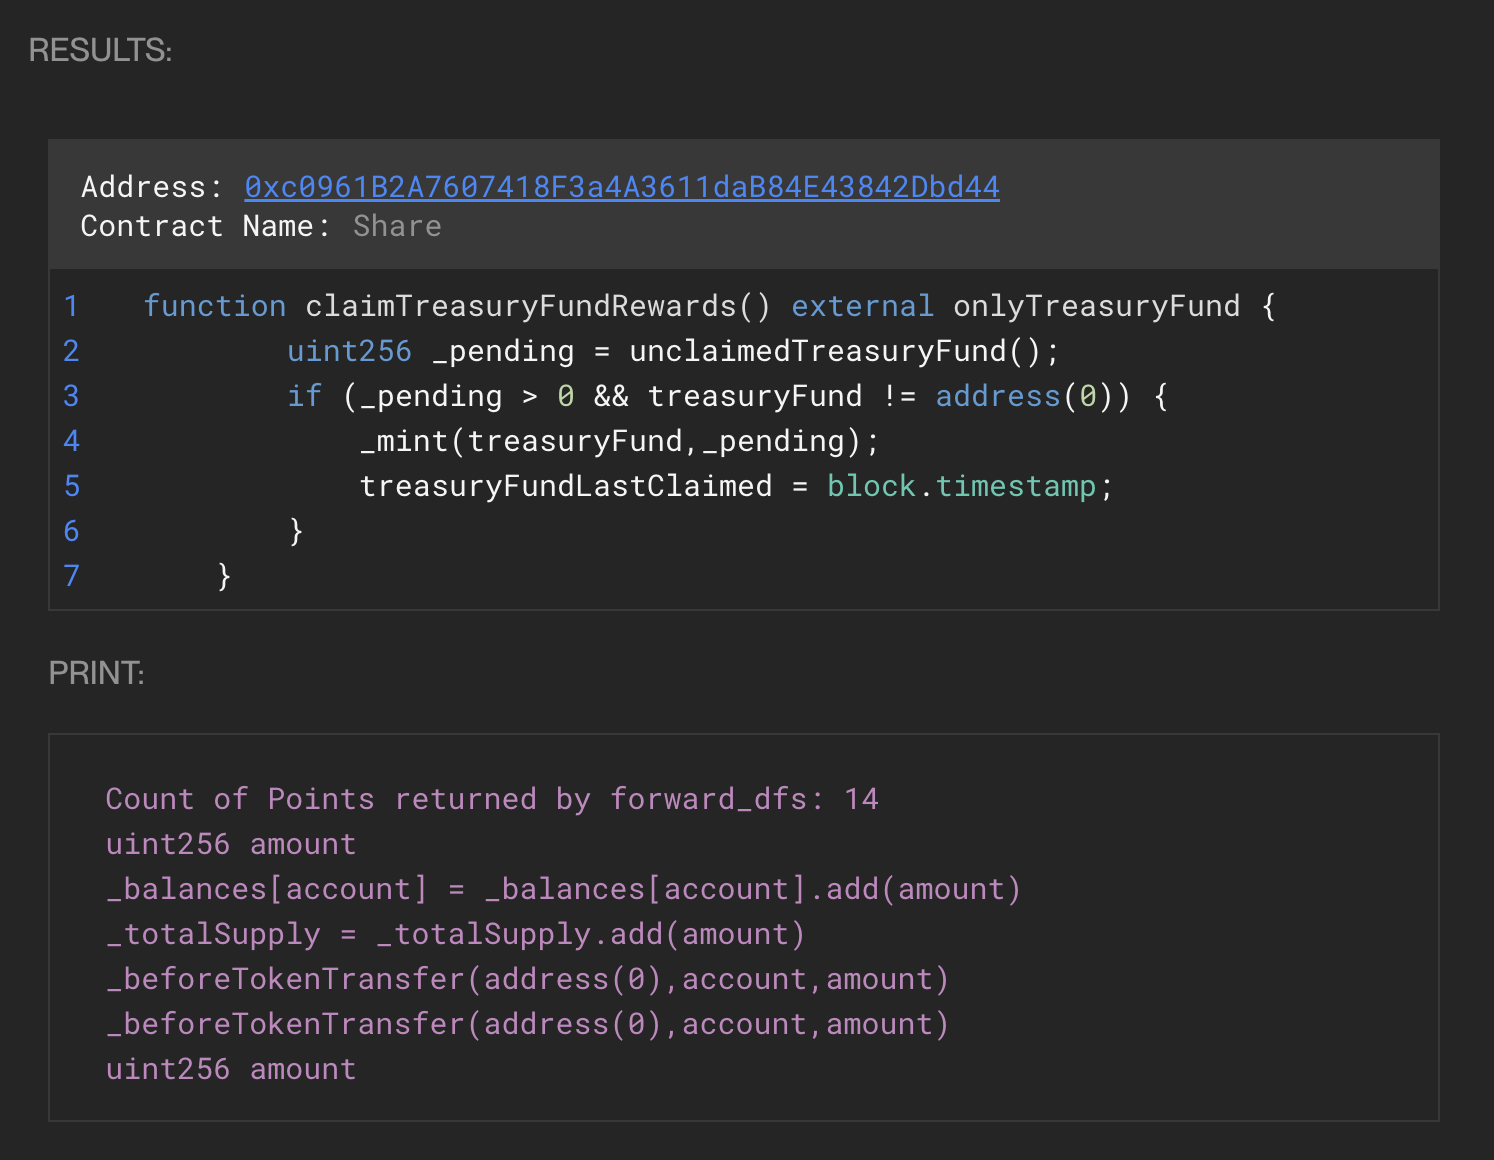 RESULTS:
Address: 0xc0961B2A7607418F3a4A3611daB84E43842Dbd44
Contract Name: Share
1 function claimTreasuryFundRewards() external onlyTreasuryFund {
2 uint256 _pending = unclaimedTreasuryFund();
3 if (_pending > 0 && treasuryFund != address(0)) {
4 _mint(treasuryFund,_pending);
5 treasuryFundLastClaimed = block.timestamp;
6 }
7 }
PRINT:
Count of Points returned by forward_dfs: 14
uint256 amount
_balances[account] = _balances[account].add(amount)
_totalSupply = _totalSupply.add(amount)
_beforeTokenTransfer(address(0),account,amount)
_beforeTokenTransfer(address(0),account,amount)
uint256 amount